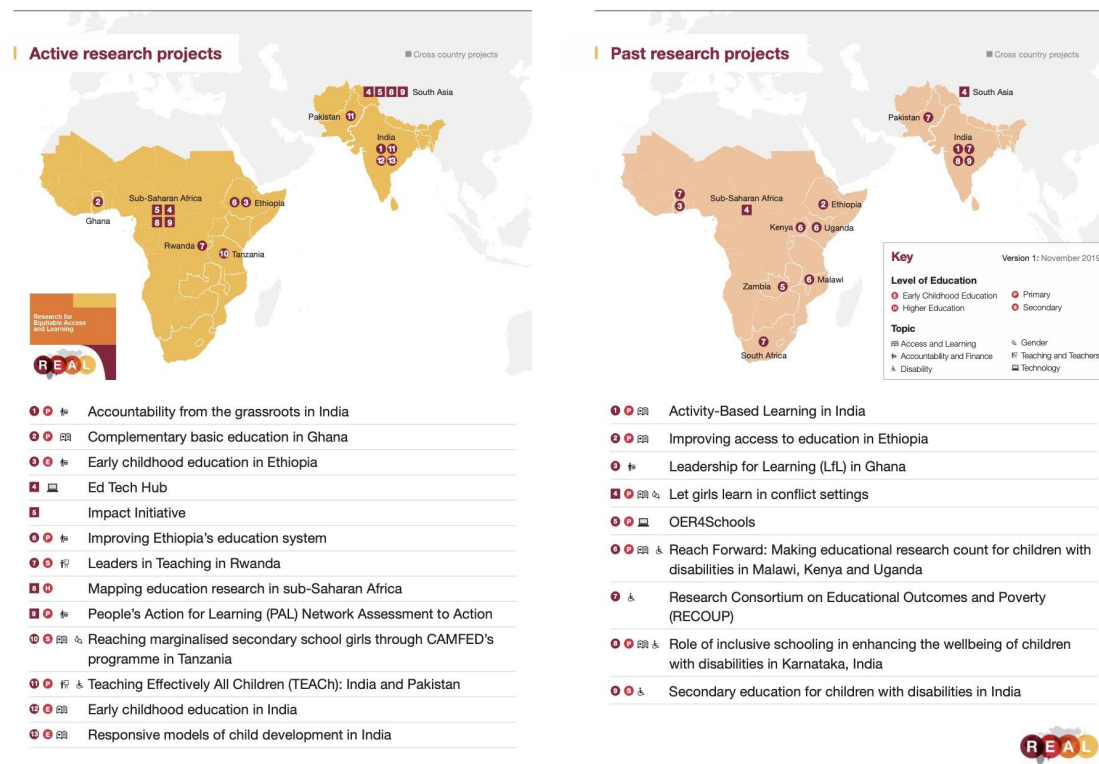 Active research projects
Cross country projects
4 5 8 9 South Asia
Pakistan 11
India
1 11
12 13
2
Ghana
Sub-Saharan Africa
5 4
8 9
6 3 Ethiopia
Rwanda 7
10 Tanzania
Research for
Equitable Access
and Learning
REAL
1 P Accountability from the grassroots in India
2 P Complementary basic education in Ghana
3 E Early childhood education in Ethiopia
4 Ed Tech Hub
5 Impact Initiative
6 P Improving Ethiopia's education system
7 S Leaders in Teaching in Rwanda
8 H Mapping education research in sub-Saharan Africa
9 P People's Action for Learning (PAL) Network Assessment to Action
10 S Reaching marginalised secondary school girls through CAMFED's
programme in Tanzania
11 P Teaching Effectively All Children (TEACh): India and Pakistan
12 E Early childhood education in India
13 E Responsive models of child development in India
Past research projects
Cross country projects
4 South Asia
Pakistan 7
India
1 7
8 9
7
3
Sub-Saharan Africa
4
2 Ethiopia
Kenya 6 6 Uganda
Zambia 5
6 Malawi
7
South Africa
Key
Version 1: November 2019
Level of Education
E Early Childhood Education
P Primary
H Higher Education
S Secondary
Topic
Access and Learning
Gender
Accountability and Finance
Teaching and Teachers
Disability
Technology
1 P Activity-Based Learning in India
2 P Improving access to education in Ethiopia
3 Leadership for Learning (LfL) in Ghana
4 P Let girls learn in conflict settings
5 P OER4Schools
6 P Reach Forward: Making educational research count for children with
disabilities in Malawi, Kenya and Uganda
7 Research Consortium on Educational Outcomes and Poverty
(RECOUP)
8 P Role of inclusive schooling in enhancing the wellbeing of children
with disabilities in Karnataka, India
9 S Secondary education for children with disabilities in India
REAL